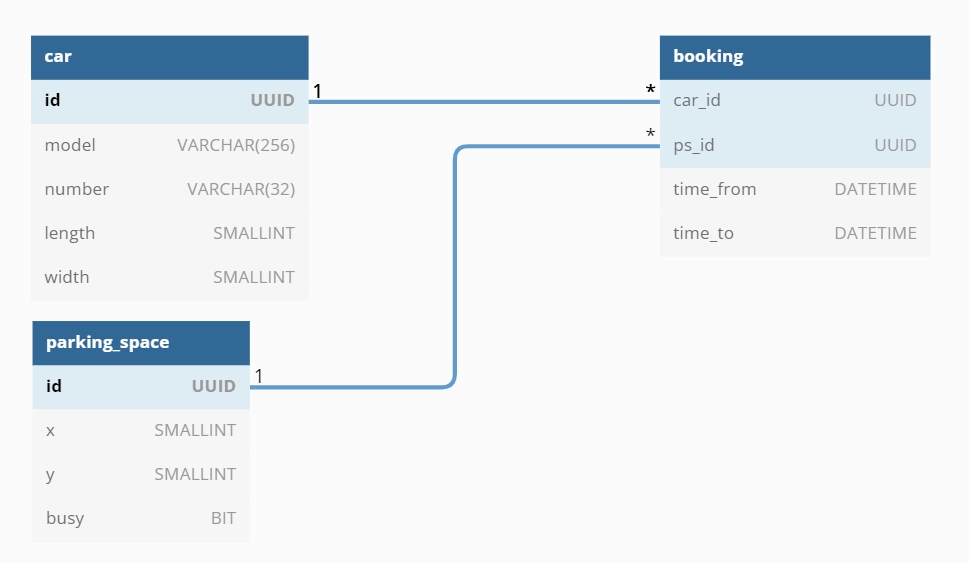 car
id UUID
model VARCHAR(256)
number VARCHAR(32)
length SMALLINT
width SMALLINT
1
*
booking
car_id UUID
ps_id UUID
time_from DATETIME
time_to DATETIME
*
parking_space
id UUID
x SMALLINT
y SMALLINT
busy BIT
1